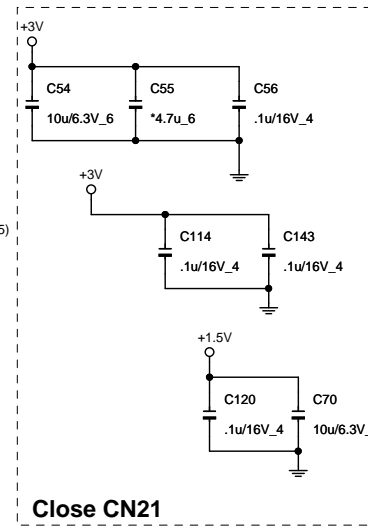 +3V
C54
C55
C56
10u/6.3V_6
*4.7u_6
.1u/16V_4
5)
+3V
C114
C143
.1u/16V_4
.1u/16V_4
+1.5V
C120
C70
.1u/16V_4
10u/6.3V_
Close CN21